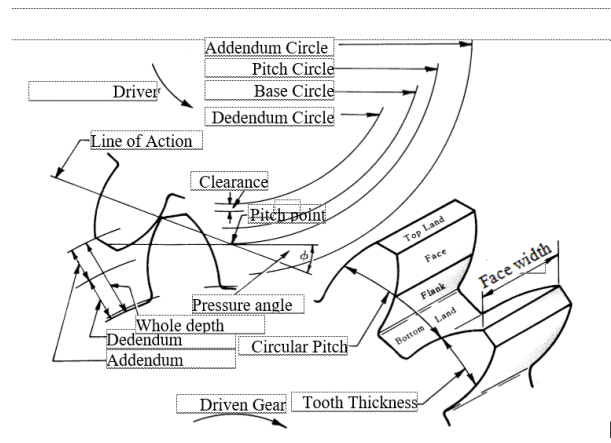 Addendum Circle
Pitch Circle
Base Circle
Dedendum Circle
Driver
Line of Action
Clearance
Pitch point
ϕ
Top Land
Face
Flank
Bottom Land
Face width
Pressure angle
Whole depth
Dedendum
Addendum
Circular Pitch
Driven Gear
Tooth Thickness